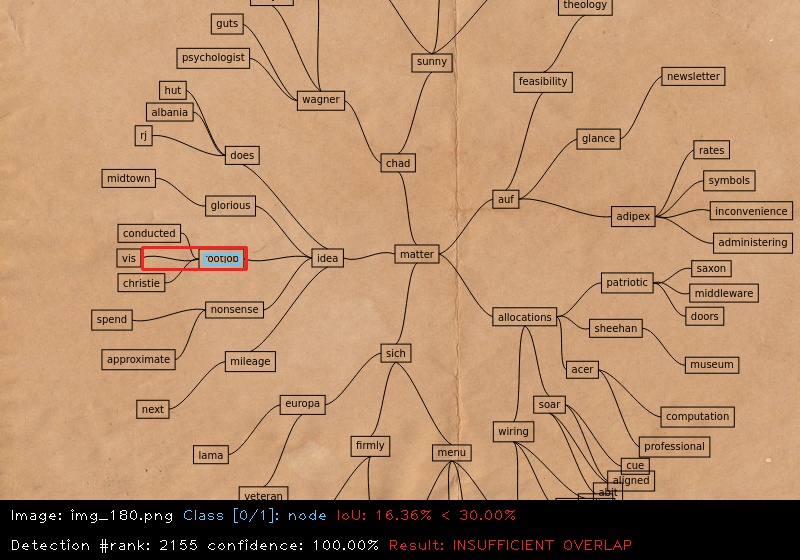 theology
guts
sunny
psychologist
newsletter
feasibility
hut
wagner
albania
rj
glance
rates
does
chad
midtown
symbols
glorious
auf
adipex
inconvenience
conducted
administering
vis
idea
matter
saxon
christie
patriotic
middleware
nonsense
allocations
doors
spend
sheehan
approximate
mileage
sich
acer
museum
next
europa
soar
computation
firmly
wiring
professional
lama
menu
cue
aligned
veteran
abit
Image: img_180.png Class [0/1]: node IoU: 16.36% < 30.00%
Detection #rank: 2155 confidence: 100.00% Result: INSUFFICIENT OVERLAP